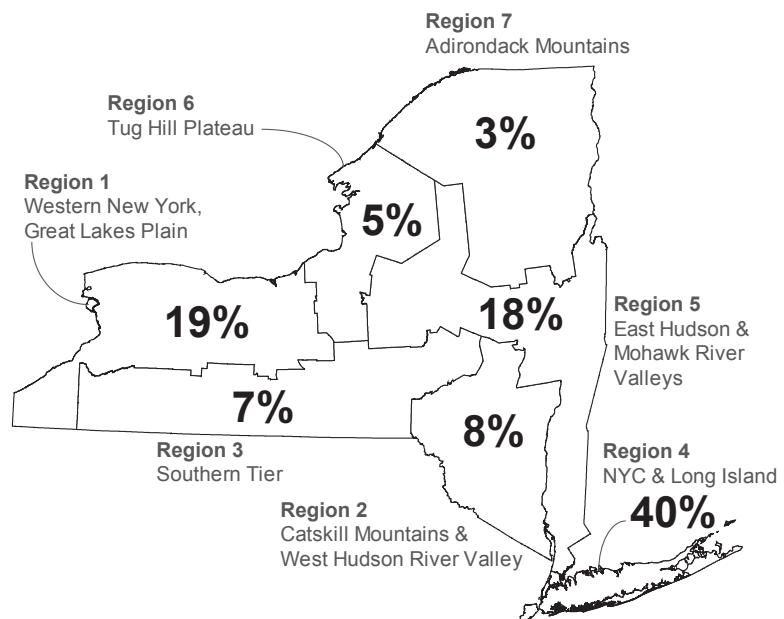 Region 7
Adirondack Mountains
Region 6
Tug Hill Plateau
3%
Region 1
Western New York,
Great Lakes Plain
5%
19%
18%
Region 5
East Hudson &
Mohawk River
Valleys
7%
8%
Region 3
Southern Tier
Region 4
NYC & Long Island
40%
Region 2
Catskill Mountains &
West Hudson River Valley